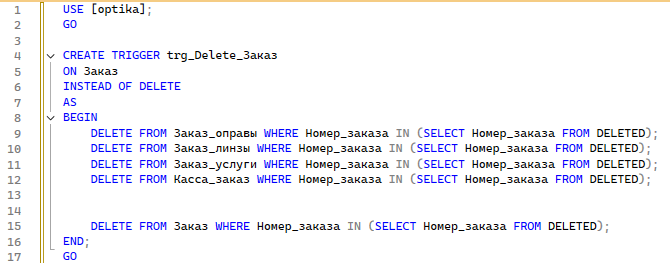 1 USE [optika];
2 GO
3
4 CREATE TRIGGER trg_Delete_Заказ
5 ON Заказ
6 INSTEAD OF DELETE
7 AS
8 BEGIN
9 DELETE FROM Заказ_оправы WHERE Номер_заказа IN (SELECT Номер_заказа FROM DELETED);
10 DELETE FROM Заказ_линзы WHERE Номер_заказа IN (SELECT Номер_заказа FROM DELETED);
11 DELETE FROM Заказ_услуги WHERE Номер_заказа IN (SELECT Номер_заказа FROM DELETED);
12 DELETE FROM Касса_заказ WHERE Номер_заказа IN (SELECT Номер_заказа FROM DELETED);
13
14
15 DELETE FROM Заказ WHERE Номер_заказа IN (SELECT Номер_заказа FROM DELETED);
16 END;
17 GO